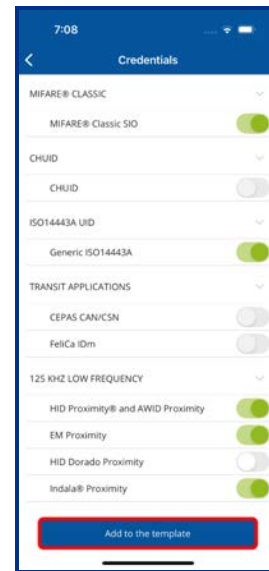 7:08
Credentials
MIFARE® CLASSIC
MIFARE® Classic SIO
CHUID
CHUID
ISO14443A UID
Generic ISO14443A
TRANSIT APPLICATIONS
CEPAS CAN/CSN
FeliCa IDm
125 KHZ LOW FREQUENCY
HID Proximity® and AWID Proximity
EM Proximity
HID Dorado Proximity
Indala® Proximity
Add to the template